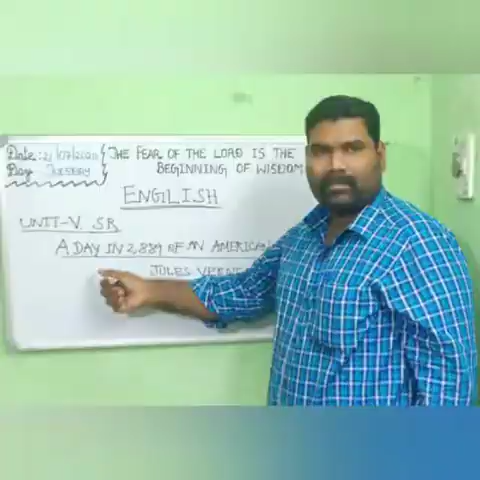 Date: 21/07/2020 THE FEAR OF THE LORD IS THE
Day TUESDAY BEGINNING OF WISDOM
ENGLISH
UNIT-V. SR
A DAY IN 2,889 OF AN AMERICAN
JULES VERNE